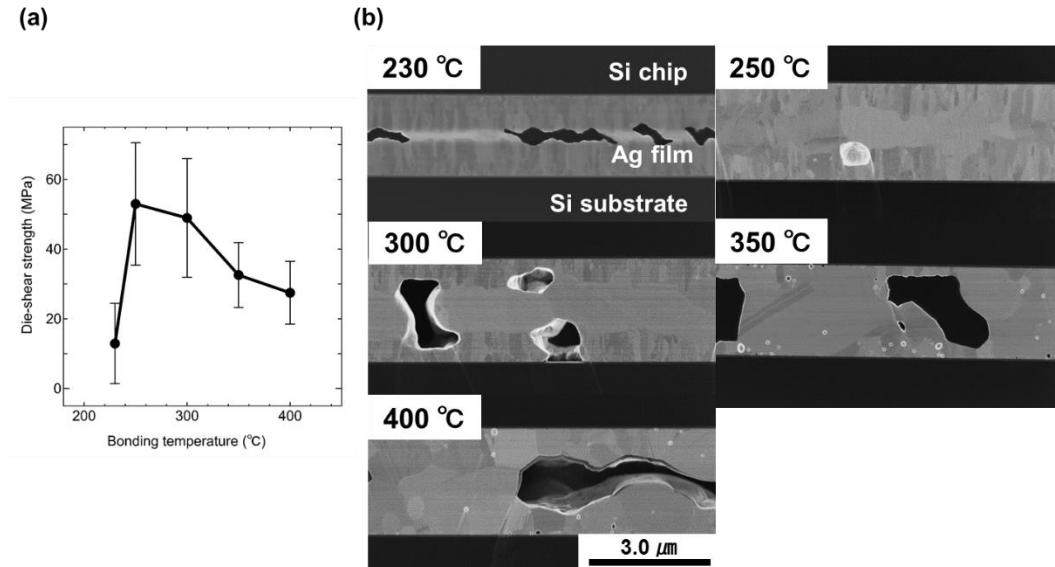 (a)
(b)
Die-shear strength (MPa)
60
40
20
0
200
300
400
Bonding temperature (°C)
230 ℃
Si chip
Ag film
Si substrate
250 ℃
300 ℃
350 ℃
400 ℃
3.0 ㎛